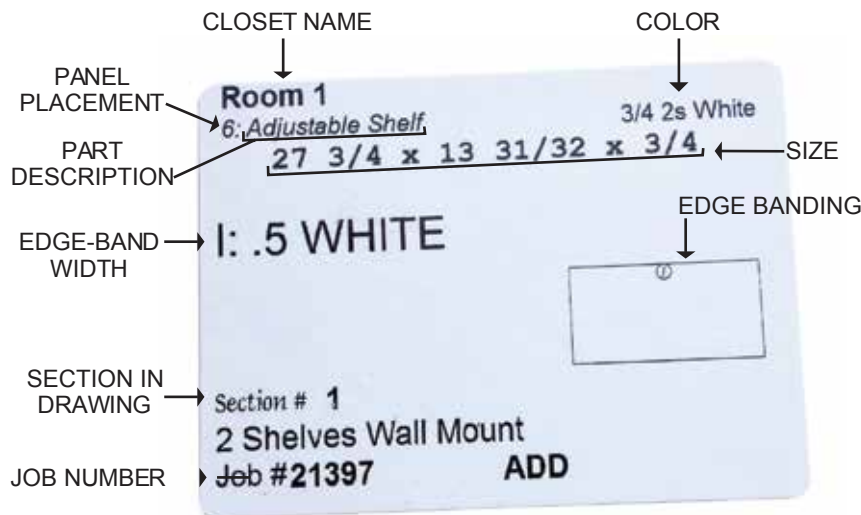 CLOSET NAME
COLOR
PANEL PLACEMENT
Room 1
6: Adjustable Shelf
3/4 2s White
PART DESCRIPTION
27 3/4 x 13 31/32 x 3/4
SIZE
EDGE BANDING
EDGE-BAND WIDTH
I: .5 WHITE
I
SECTION IN DRAWING
Section # 1
2 Shelves Wall Mount
JOB NUMBER
Job #21397 ADD